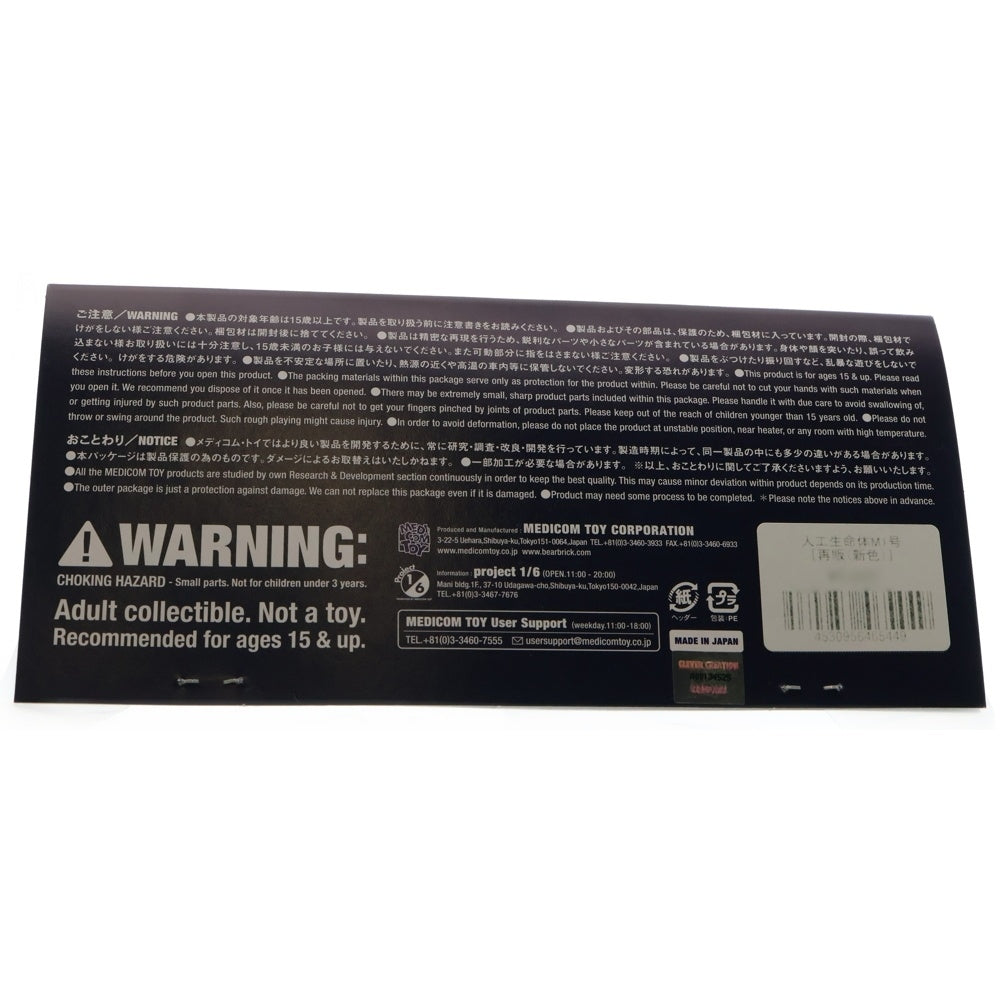 ご注意／WARNING ●本製品の対象年齢は15歳以上です。製品を取り扱う前に注意書きをお読みください。 ●製品およびその部品は、保護のため、梱包材に入っています。開封の際、梱包材で
けがをしない様ご注意ください。梱包材は開封後に捨ててください。 ●製品は精密な再現を行うため、鋭利なパーツや小さなパーツが含まれている場合があります。身体や顔を突いたり、誤って飲み
込まない様お取り扱いには十分注意し、15歳未満のお子様には与えないでください。また可動部分に指をはさまない様ご注意ください。 ●製品をぶつけたり振り回すなど、乱暴な遊びをしないで
ください。けがをする危険があります。 ●製品を不安定な場所に置いたり、熱源の近くや高温の車内等に保管しないでください。変形する恐れがあります。 ●This product is for ages 15 & up. Please read
these instructions before you open this product. ●The packing materials within this package serve only as protection for the product within. Please be careful not to cut your hands with such materials when
you open it. We recommend you dispose of it once it has been opened. ●There may be extremely small, sharp product parts included within this package. Please handle it with due care to avoid swallowing of,
or getting injured by such product parts. Also, please be careful not to get your fingers pinched by joints of product parts. Please keep out of the reach of children younger than 15 years old. ●Please do not
throw or swing around the product. Such rough playing might cause injury. ●In order to avoid deformation, please do not place the product at unstable position, near heater, or any room with high temperature.
おことわり／NOTICE ●メディコム・トイではより良い製品を開発するために、常に研究・調査・改良・開発を行っています。製造時期によって、同一製品の中にも多少の違いがある場合があります。
●本パッケージは製品保護の為のものです。ダメージによるお取替えはいたしかねます。 ●一部加工が必要な場合があります。 ※以上、おことわりに関してご了承くださいますよう、お願いいたします。
●All the MEDICOM TOY products are studied by own Research & Development section continuously in order to keep the best quality. This may cause minor deviation within product depends on its production time.
●The outer package is just a protection against damage. We can not replace this package even if it is damaged. ●Product may need some process to be completed. ＊Please note the notices above in advance.
WARNING:
CHOKING HAZARD - Small parts. Not for children under 3 years.
Adult collectible. Not a toy.
Recommended for ages 15 & up.
MEDI COM TOY
Produced and Manufactured : MEDICOM TOY CORPORATION
3-22-5 Uehara,Shibuya-ku,Tokyo151-0064,Japan TEL.+81(0)3-3460-3933 FAX.+81(0)3-3460-6933
www.medicomtoy.co.jp www.bearbrick.com
Project 1/6
Information : project 1/6 (OPEN.11:00 - 20:00)
Mani bldg.1F., 37-10 Udagawa-cho,Shibuya-ku,Tokyo150-0042,Japan
TEL.+81(0)3-3467-7676
MEDICOM TOY User Support (weekday.11:00-18:00)
TEL.+81(0)3-3460-7555 usersupport@medicomtoy.co.jp
紙
ヘッダー
プラ
包装:PE
MADE IN JAPAN
CLEVER CREATION
人工生命体M1号
［再販 新色！］
4530956465449